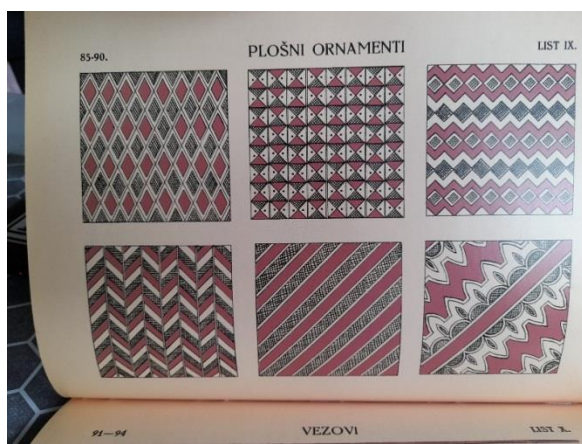 85-90.
PLOŠNI ORNAMENTI
LIST IX.
91—94
VEZOVI
LIST X.